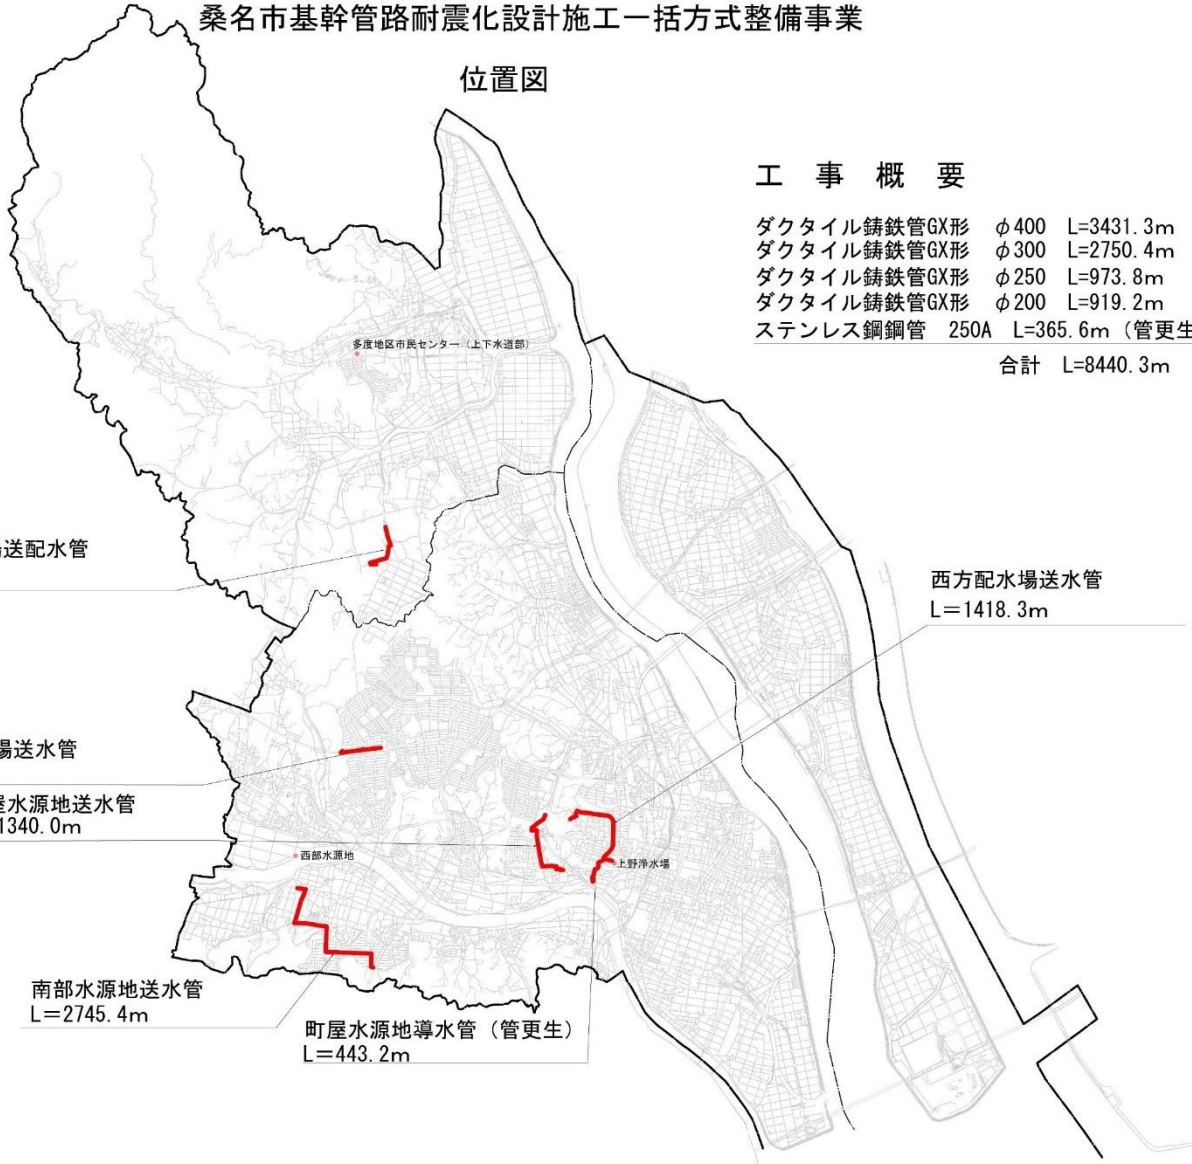 桑名市基幹管路耐震化設計施工一括方式整備事業
位置図
工 事 概 要
ダクタイル鋳鉄管GX形 φ400 L=3431.3m
ダクタイル鋳鉄管GX形 φ300 L=2750.4m
ダクタイル鋳鉄管GX形 φ250 L=973.8m
ダクタイル鋳鉄管GX形 φ200 L=919.2m
ステンレス鋼鋼管 250A L=365.6m（管更生
合計 L=8440.3m
多度地区市民センター（上下水道部）
送配水管
西方配水場送水管
L=1418.3m
場送水管
屋水源地送水管
1340.0m
西部水源地
上野浄水場
南部水源地送水管
L=2745.4m
町屋水源地導水管（管更生）
L=443.2m